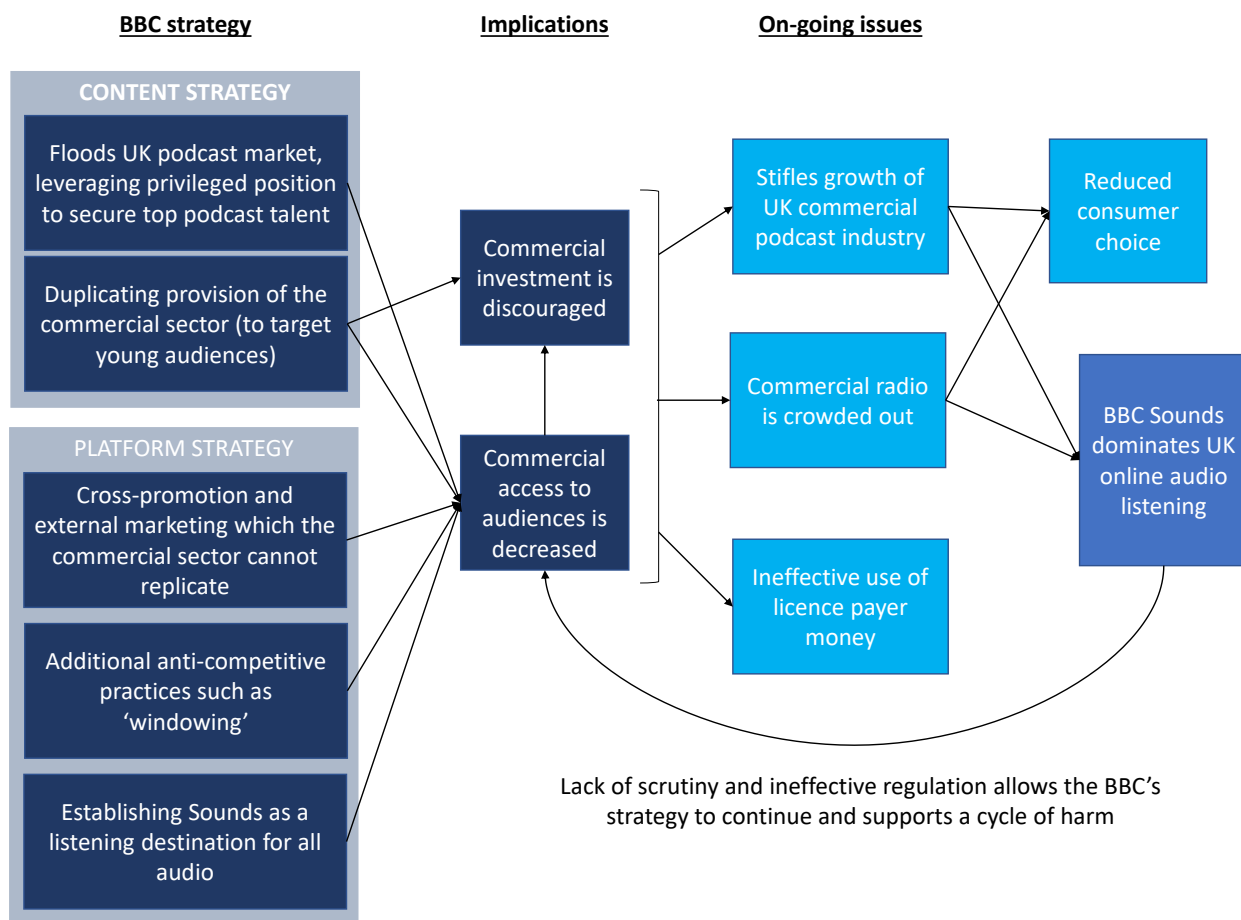 BBC strategy
Implications
On-going issues
CONTENT STRATEGY
Floods UK podcast market,
leveraging privileged position
to secure top podcast talent
Duplicating provision of the
commercial sector (to target
young audiences)
PLATFORM STRATEGY
Cross-promotion and
external marketing which the
commercial sector cannot
replicate
Additional anti-competitive
practices such as
‘windowing’
Establishing Sounds as a
listening destination for all
audio
Commercial
investment is
discouraged
Commercial
access to
audiences is
decreased
Stifles growth of
UK commercial
podcast industry
Commercial radio
is crowded out
Ineffective use of
licence payer
money
Reduced
consumer
choice
BBC Sounds
dominates UK
online audio
listening
Lack of scrutiny and ineffective regulation allows the BBC’s
strategy to continue and supports a cycle of harm